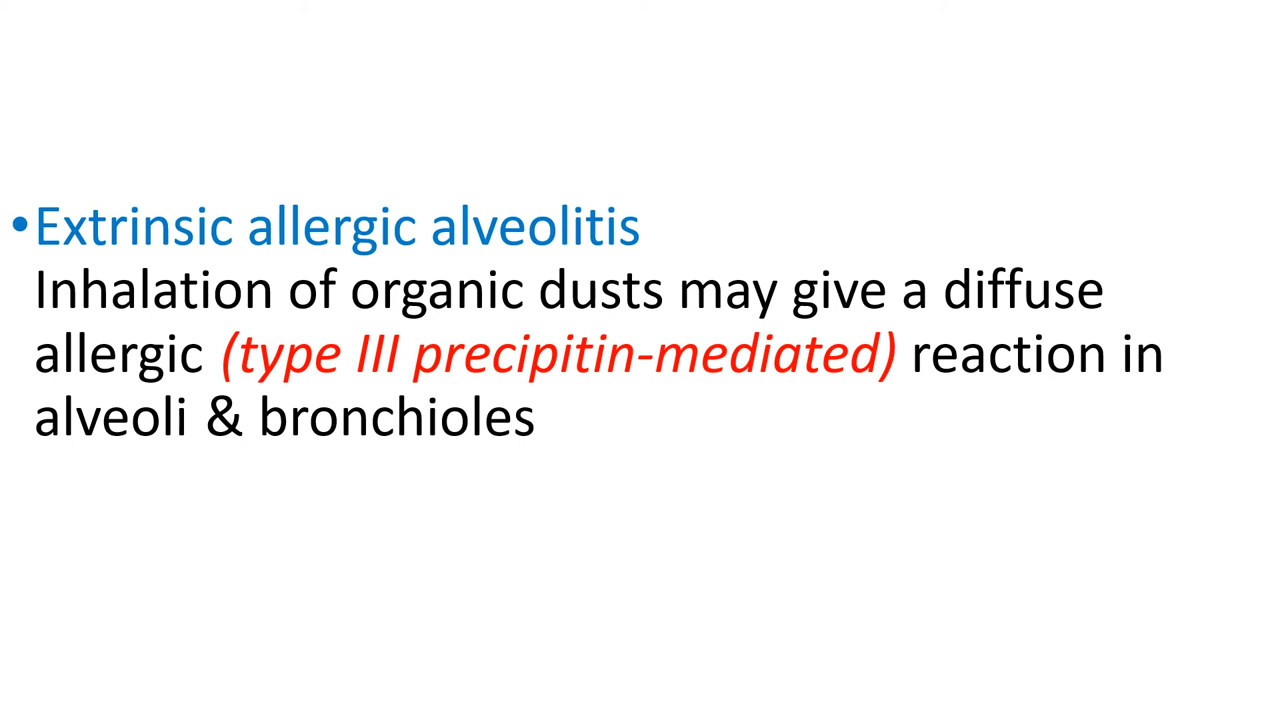 •Extrinsic allergic alveolitis
Inhalation of organic dusts may give a diffuse
allergic (type III precipitin-mediated) reaction in
alveoli & bronchioles